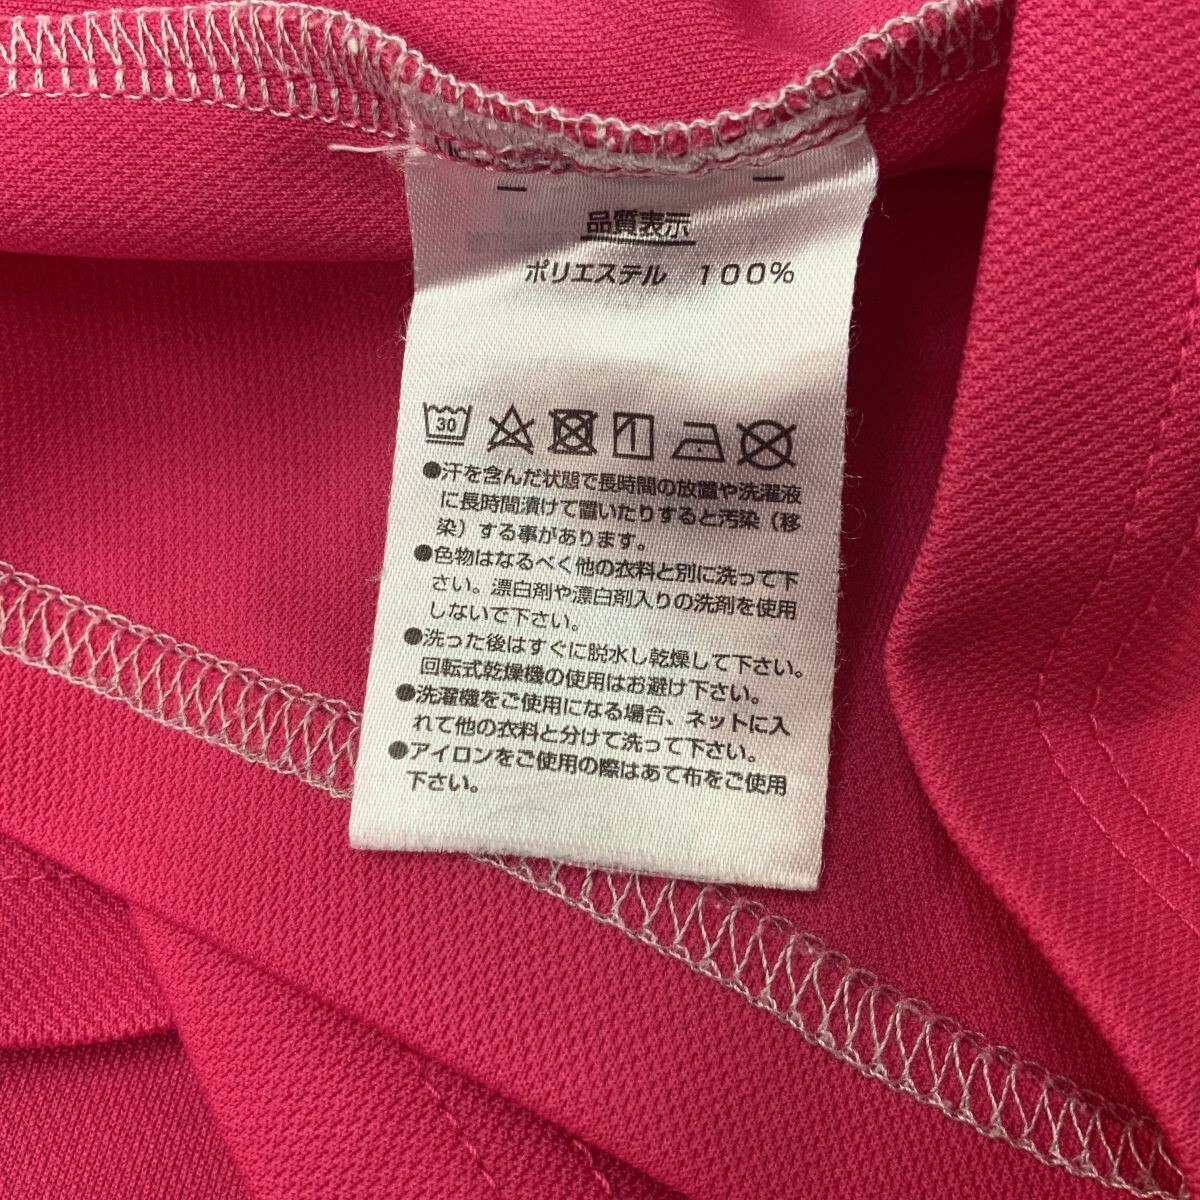 品質表示
ポリエステル　100%
30
●汗を含んだ状態で長時間の放置や洗濯液
に長時間漬けて置いたりすると汚染（移
染）する事があります。
●色物はなるべく他の衣料と別に洗って下
さい。漂白剤や漂白剤入りの洗剤を使用
しないで下さい。
●洗った後はすぐに脱水し乾燥して下さい。
回転式乾燥機の使用はお避け下さい。
●洗濯機をご使用になる場合、ネットに入
れて他の衣料と分けて洗って下さい。
●アイロンをご使用の際はあて布をご使用
下さい。